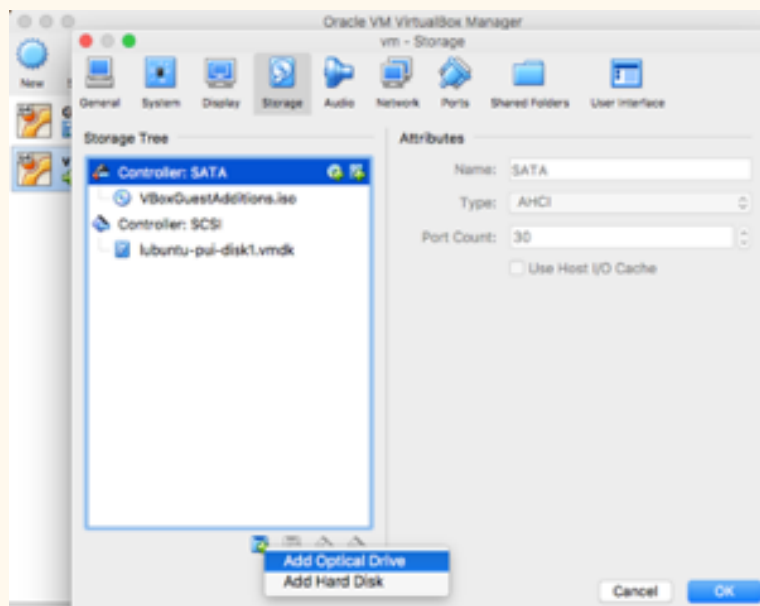 Oracle VM VirtualBox Manager
vm - Storage
New
General System Display Storage Audio Network Ports Shared Folders User Interface
Storage Tree
Attributes
Controller: SATA
Name: SATA
VBoxGuestAdditions.iso
Type: AHCI
Controller: SCSI
Port Count: 30
lubuntu-pui-disk1.vmdk
Use Host I/O Cache
Add Optical Drive
Add Hard Disk
Cancel OK